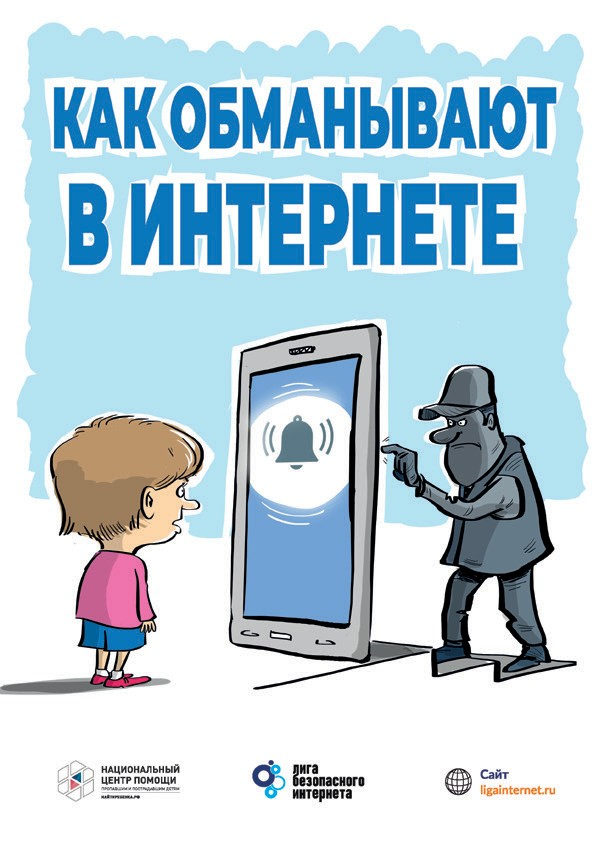 КАК ОБМАНЫВАЮТ
В ИНТЕРНЕТЕ
НАЦИОНАЛЬНЫЙ
ЦЕНТР ПОМОЩИ
ПРОПАВШИМ И ПОСТРАДАВШИМ ДЕТЯМ
НАЙТИРЕБЕНКА.РФ
лига
безопасного
интернета
Сайт
ligainternet.ru